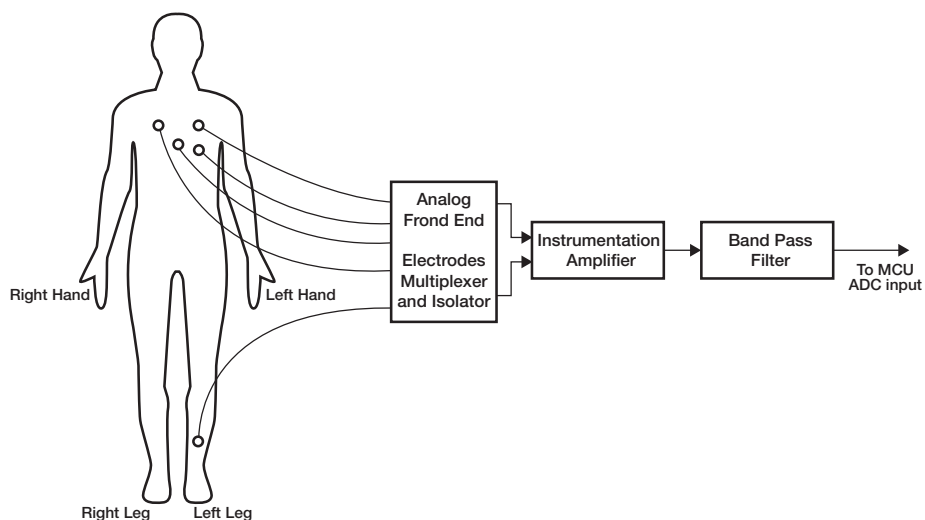 Analog
Frond End
Electrodes
Multiplexer
and Isolator
Instrumentation
Amplifier
Band Pass
Filter
To MCU
ADC input
Right Hand
Left Hand
Right Leg
Left Leg